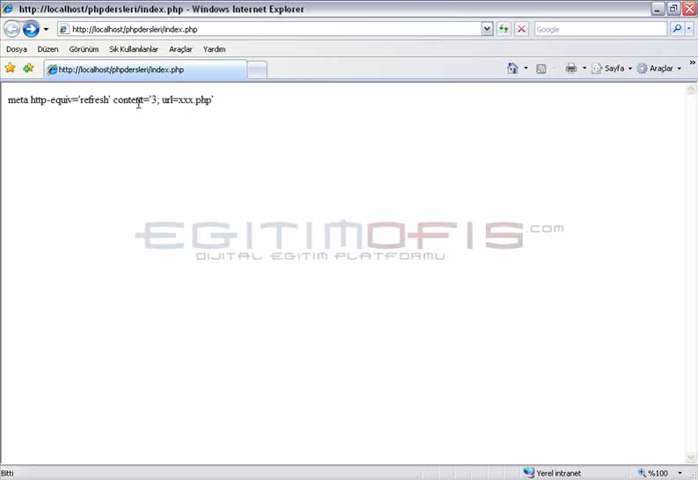 http://localhost/phpdersleri/index.php - Windows Internet Explorer
http://localhost/phpdersleri/index.php
Google
Dosya Düzen Görünüm Sık Kullanılanlar Araçlar Yardım
http://localhost/phpdersleri/index.php
Sayfa Araçlar
meta http-equiv='refresh' content='3; url=xxx.php'
EGITIMOFIS.COM
DIJITAL EGITIM PLATFORMU
Bitti
Yerel intranet
%100